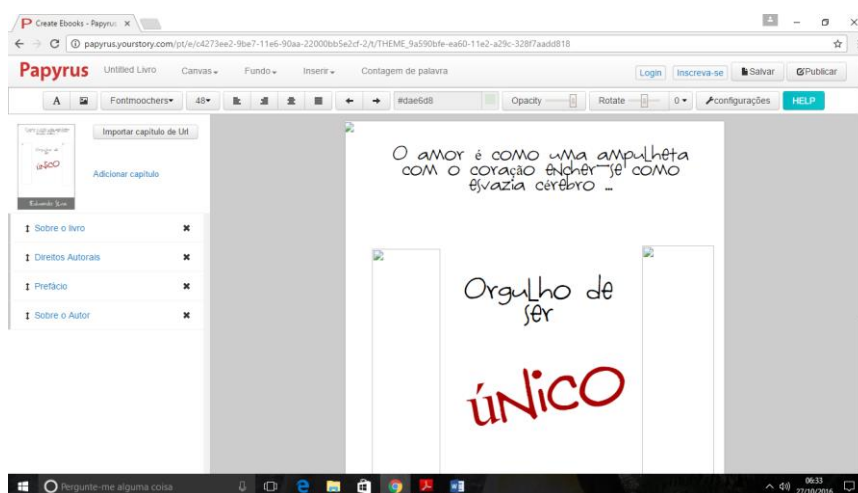 Create Ebooks - Papyrus
papyrus.yourstory.com/pt/e/c4273ee2-9be7-11e6-90aa-22000bb5e2cf-2/t/THEME_9a590bfe-ea60-11e2-a29c-328f7aadd818
Papyrus Untitled Livro Canvas Fundo Inserir Contagem de palavra Login Inscreva-se Salvar Publicar
A Fontmoochers 48 #dae6d8 Opacity Rotate 0 configurações HELP
Importar capítulo de Url
Adicionar capítulo
único
Sobre o livro
Direitos Autorais
Prefácio
Sobre o Autor
O amor é como uma ampulheta
com o coração encher-se como
esvazia cérebro ...
Orgulho de
ser
único
Pergunte-me alguma coisa
06:33
27/10/2016